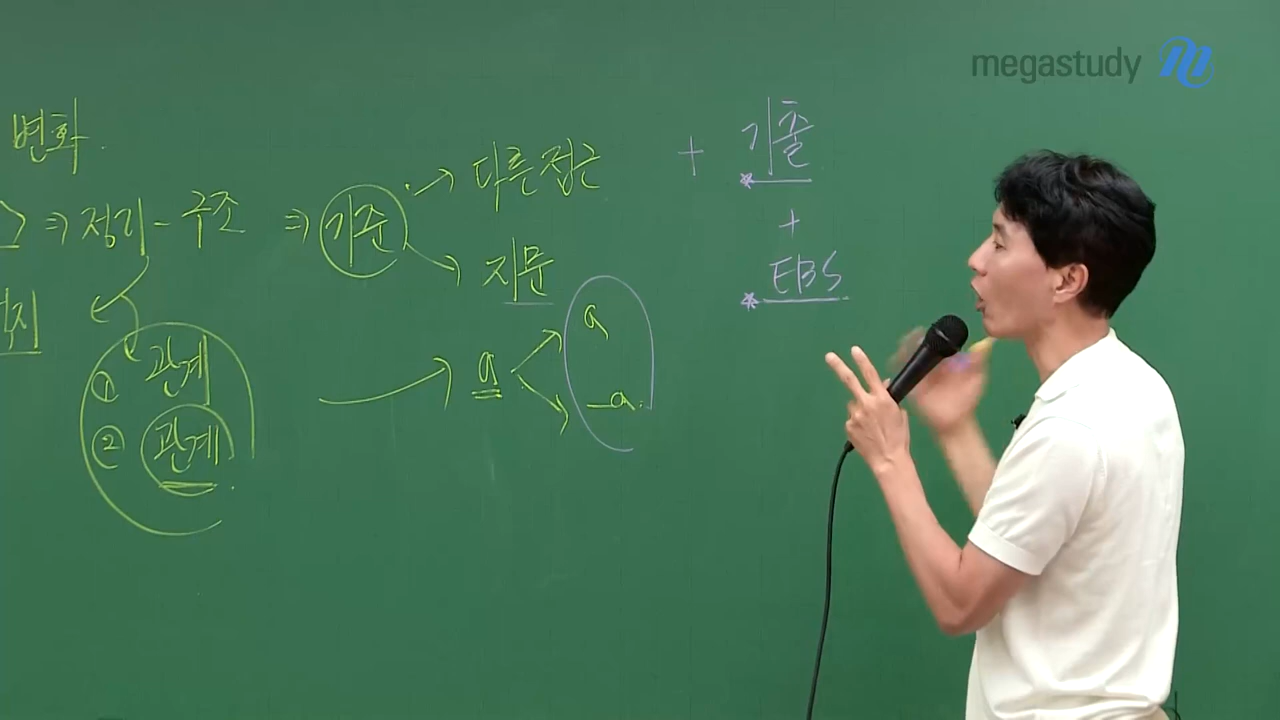 megastudy
변화.
⇒ 정리 - 구조 ⇒ 기준 → 다른 접근
→ 지문
① 관계
② 관계.
→ a
a
-a.
+ 기출
+
EBS